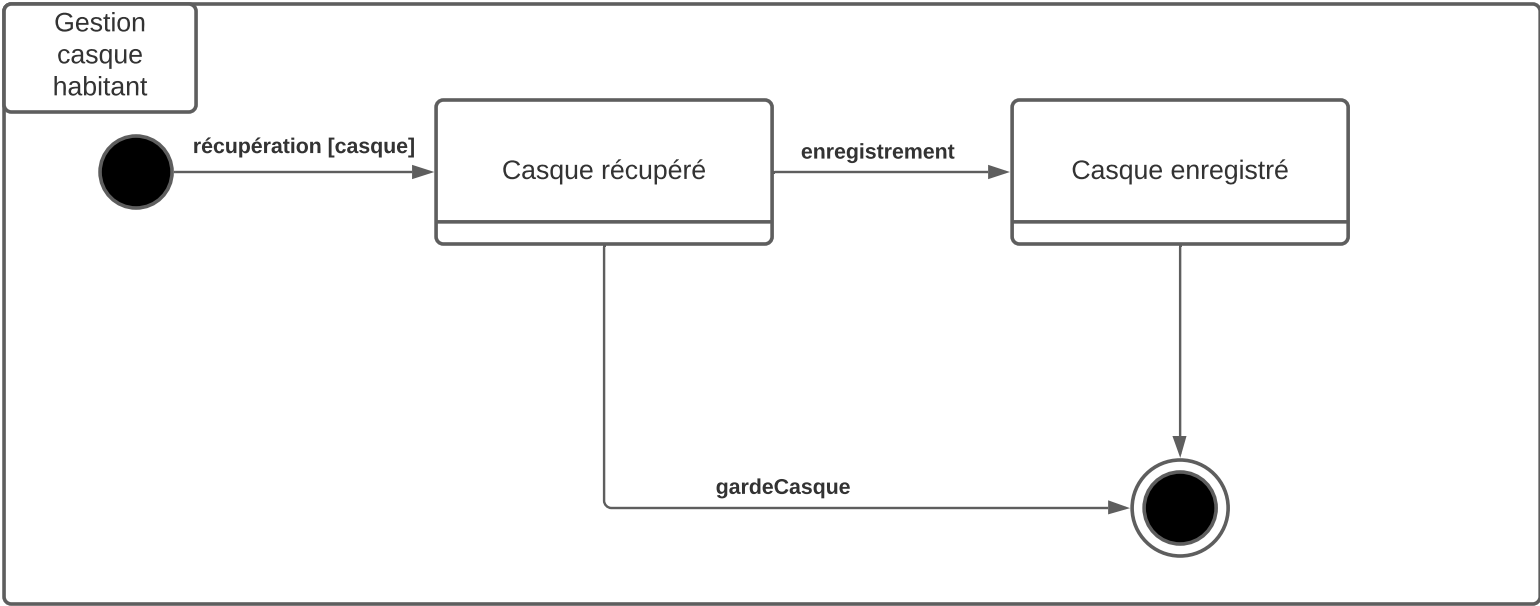 Gestion
casque
habitant
récupération [casque]
Casque récupéré
enregistrement
Casque enregistré
gardeCasque